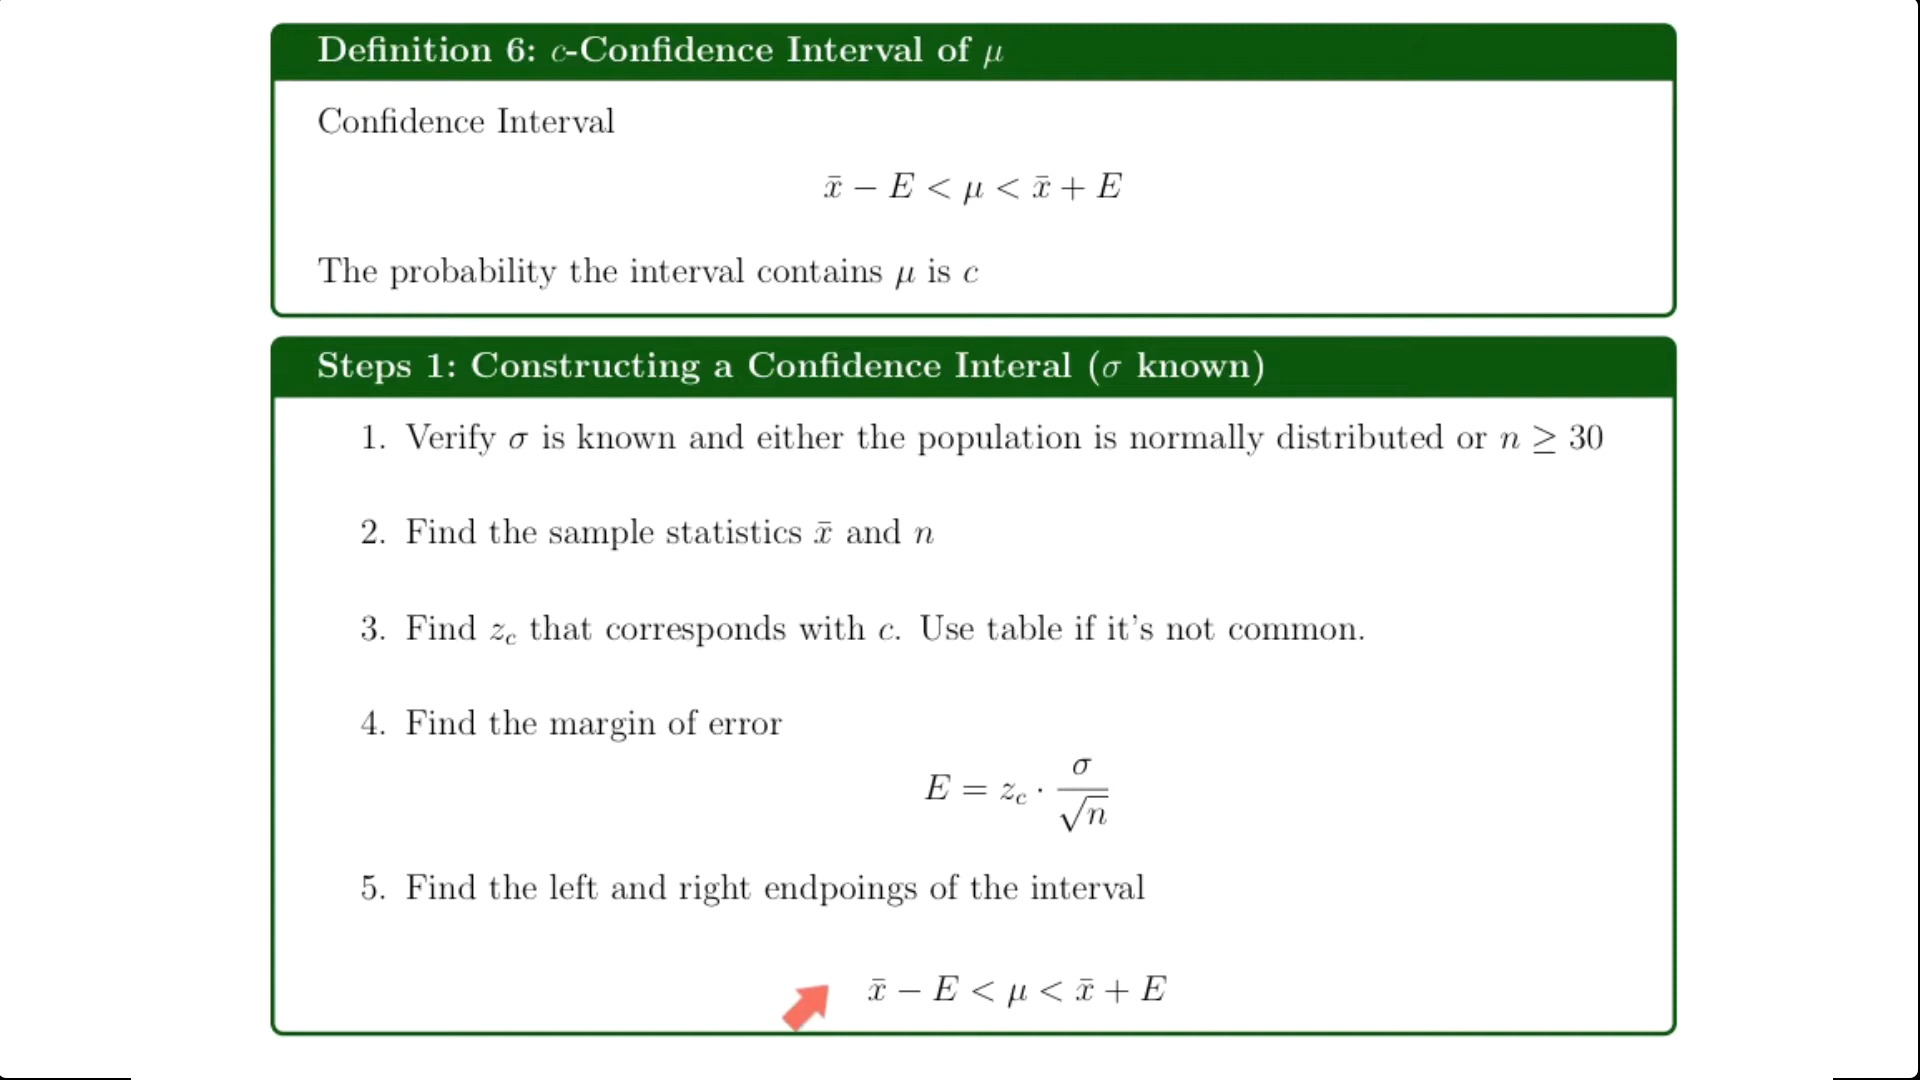 Definition 6: c-Confidence Interval of μ
Confidence Interval
x̄ − E < μ < x̄ + E
The probability the interval contains μ is c
Steps 1: Constructing a Confidence Interal (σ known)
1. Verify σ is known and either the population is normally distributed or n ≥ 30
2. Find the sample statistics x̄ and n
3. Find z_c that corresponds with c. Use table if it's not common.
4. Find the margin of error
E = z_c · σ/√n
5. Find the left and right endpoings of the interval
x̄ − E < μ < x̄ + E